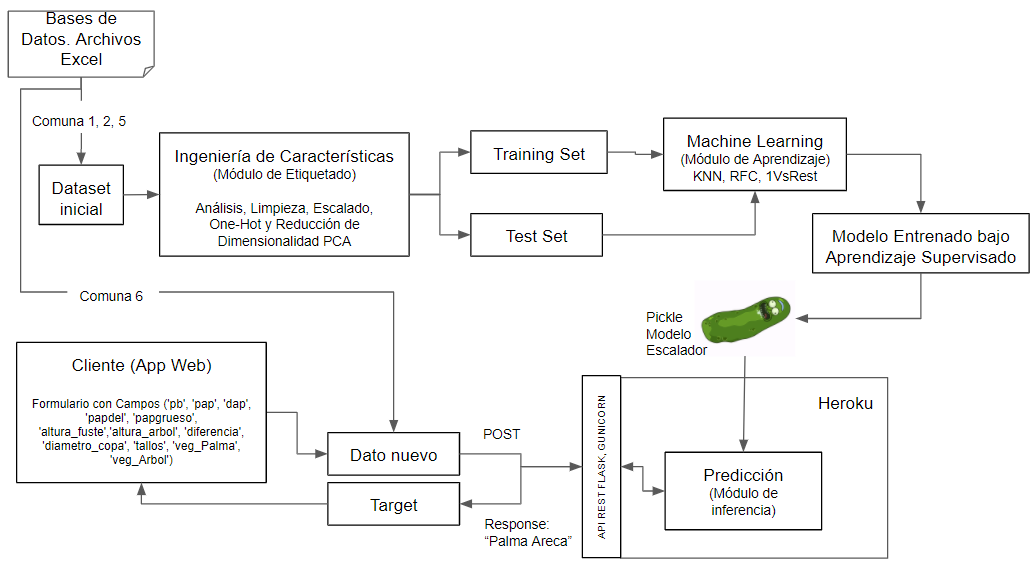 Bases de
Datos. Archivos
Excel
Comuna 1, 2, 5
Dataset
inicial
Ingeniería de Características
(Módulo de Etiquetado)
Análisis, Limpieza, Escalado,
One-Hot y Reducción de
Dimensionalidad PCA
Training Set
Test Set
Machine Learning
(Módulo de Aprendizaje)
KNN, RFC, 1VsRest
Modelo Entrenado bajo
Aprendizaje Supervisado
Comuna 6
Pickle
Modelo
Escalador
Cliente (App Web)
Formulario con Campos ('pb', 'pap', 'dap',
'papdel', 'papgrueso',
'altura_fuste','altura_arbol', 'diferencia',
'diametro_copa', 'tallos', 'veg_Palma',
'veg_Arbol')
Dato nuevo
Target
POST
Response:
“Palma Areca”
API REST FLASK, GUNICORN
Heroku
Predicción
(Módulo de
inferencia)